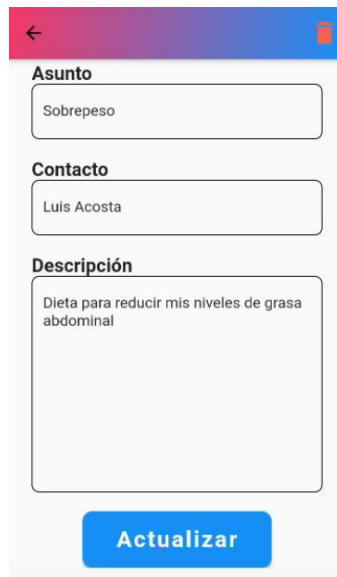 Asunto
Sobrepeso
Contacto
Luis Acosta
Descripción
Dieta para reducir mis niveles de grasa
abdominal
Actualizar